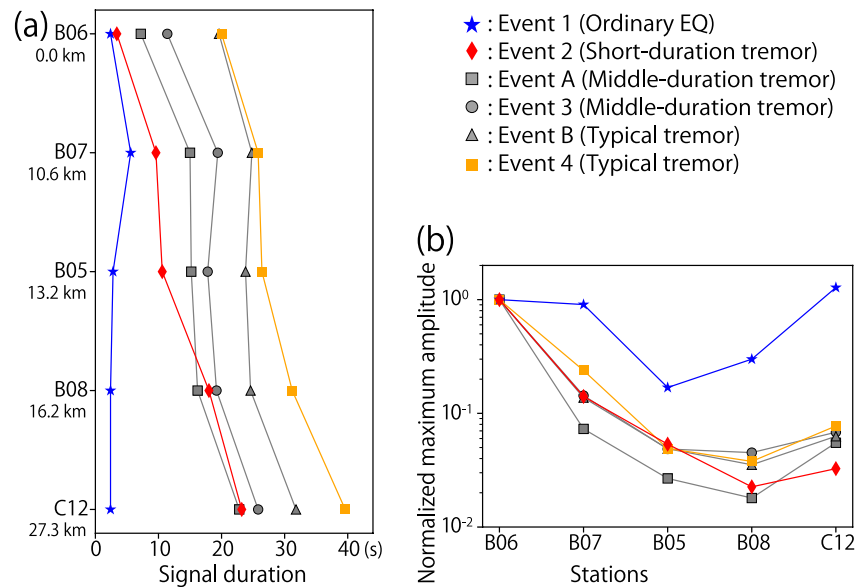 (a)
B06
0.0 km
B07
10.6 km
B05
13.2 km
B08
16.2 km
C12
27.3 km
0 10 20 30 40 (s)
Signal duration
: Event 1 (Ordinary EQ)
: Event 2 (Short-duration tremor)
: Event A (Middle-duration tremor)
: Event 3 (Middle-duration tremor)
: Event B (Typical tremor)
: Event 4 (Typical tremor)
(b)
Normalized maximum amplitude
10⁰
10⁻¹
10⁻²
B06 B07 B05 B08 C12
Stations